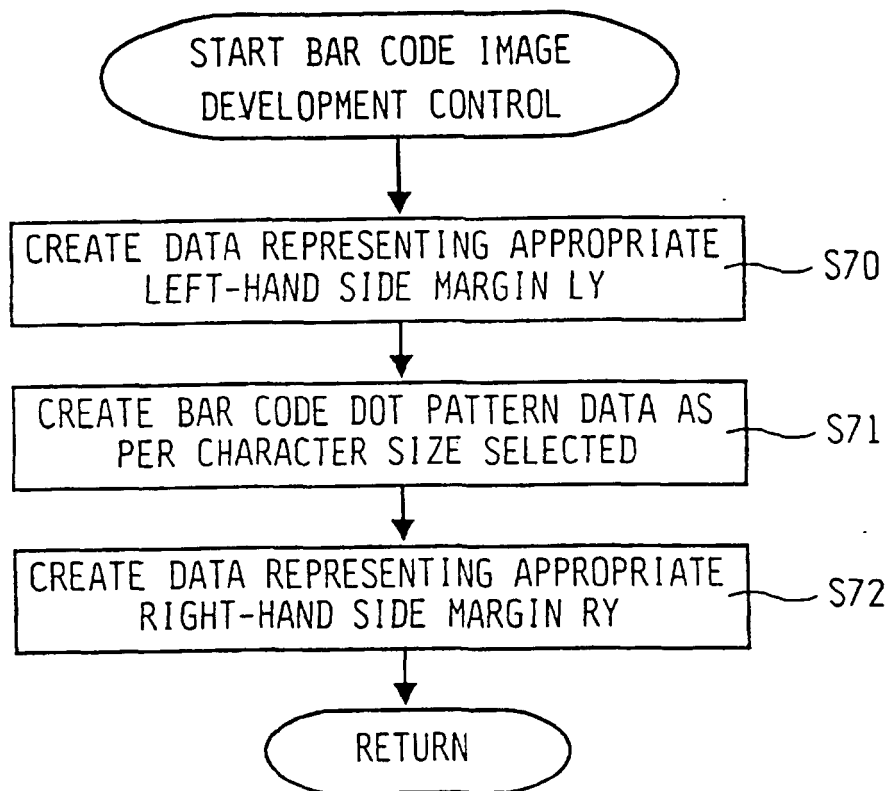 START BAR CODE IMAGE
DEVELOPMENT CONTROL
CREATE DATA REPRESENTING APPROPRIATE
LEFT-HAND SIDE MARGIN LY
S70
CREATE BAR CODE DOT PATTERN DATA AS
PER CHARACTER SIZE SELECTED
S71
CREATE DATA REPRESENTING APPROPRIATE
RIGHT-HAND SIDE MARGIN RY
S72
RETURN